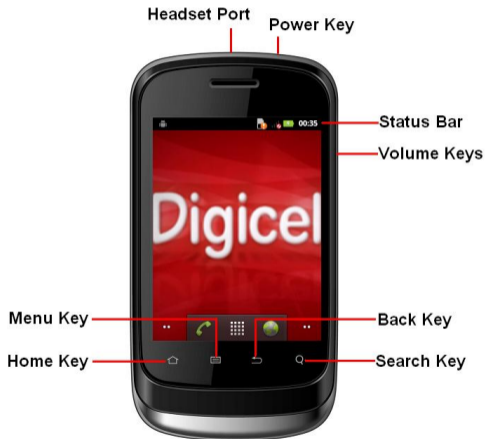 Headset Port
Power Key
00:35
Status Bar
Volume Keys
Digicel
Menu Key
Back Key
Home Key
Search Key